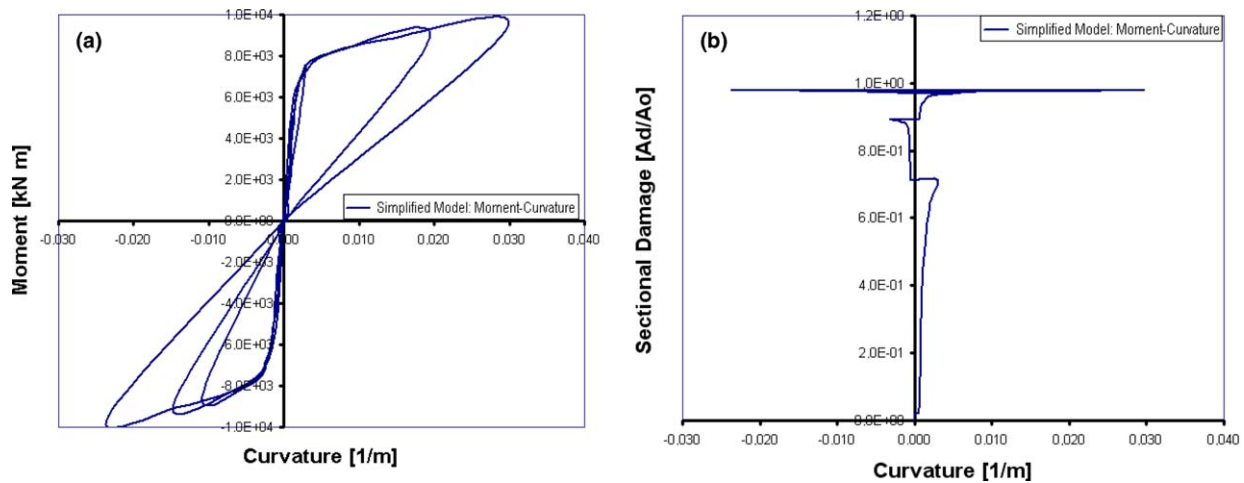 (a)
Moment [kN m]
1.0E+04
8.0E+03
6.0E+03
4.0E+03
2.0E+03
0.0E+00
-2.0E+03
-4.0E+03
-6.0E+03
-8.0E+03
-1.0E+04
Simplified Model: Moment-Curvature
-0.030 -0.020 -0.010 0.000 0.010 0.020 0.030 0.040
Curvature [1/m]
(b)
Sectional Damage [Ad/Ao]
Simplified Model: Moment-Curvature
1.2E+00
1.0E+00
8.0E-01
6.0E-01
4.0E-01
2.0E-01
0.0E+00
-0.030 -0.020 -0.010 0.000 0.010 0.020 0.030 0.040
Curvature [1/m]